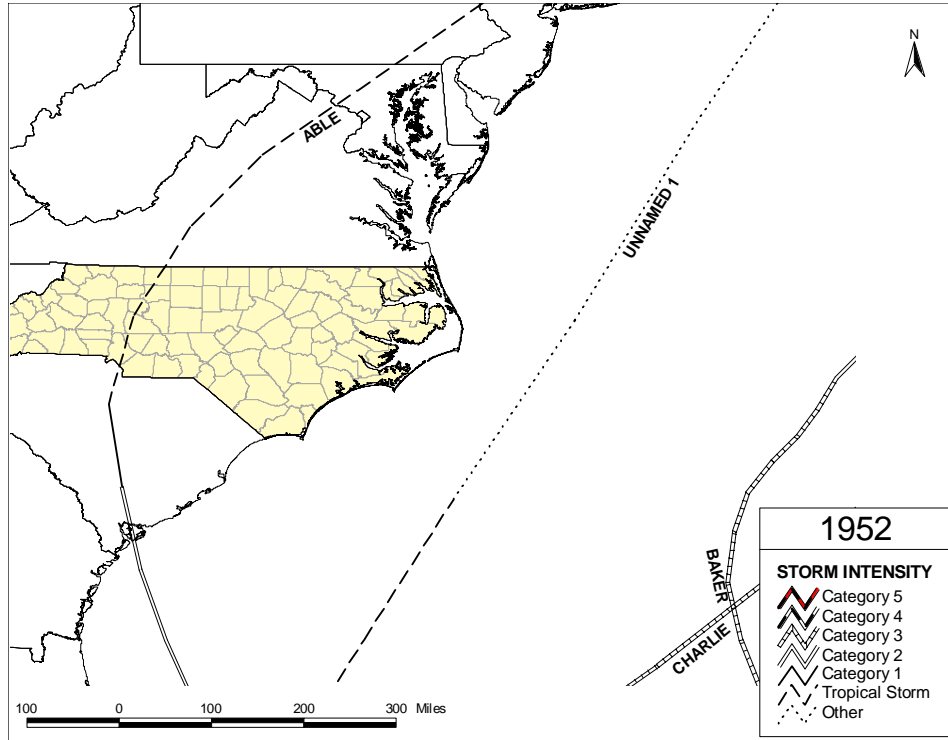 N
ABLE
UNNAMED 1
BAKER
CHARLIE
1952
STORM INTENSITY
Category 5
Category 4
Category 3
Category 2
Category 1
Tropical Storm
Other
100 0 100 200 300 Miles